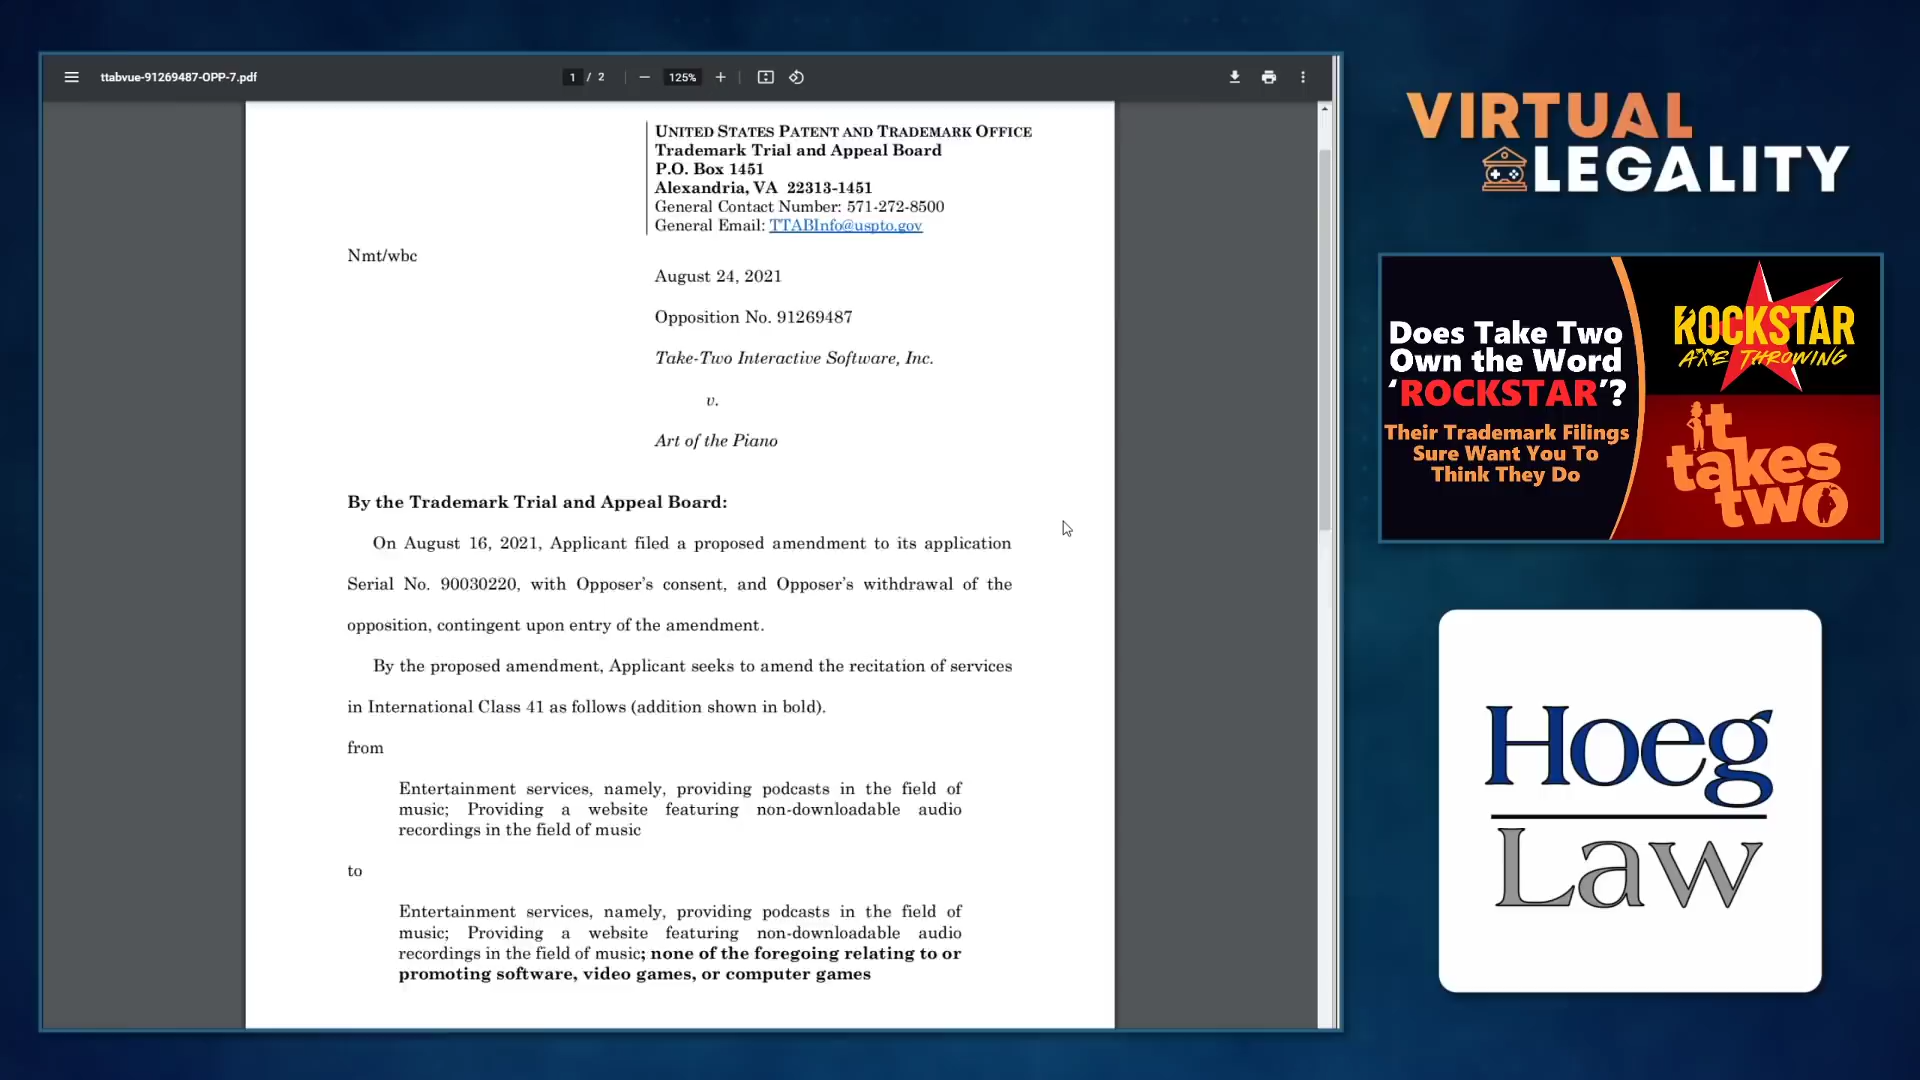 ttabvue-91269487-OPP-7.pdf
1 / 2
125%
UNITED STATES PATENT AND TRADEMARK OFFICE
Trademark Trial and Appeal Board
P.O. Box 1451
Alexandria, VA 22313-1451
General Contact Number: 571-272-8500
General Email: TTABInfo@uspto.gov
Nmt/wbc
August 24, 2021
Opposition No. 91269487
Take-Two Interactive Software, Inc.
v.
Art of the Piano
By the Trademark Trial and Appeal Board:
On August 16, 2021, Applicant filed a proposed amendment to its application
Serial No. 90030220, with Opposer's consent, and Opposer's withdrawal of the
opposition, contingent upon entry of the amendment.
By the proposed amendment, Applicant seeks to amend the recitation of services
in International Class 41 as follows (addition shown in bold).
from
Entertainment services, namely, providing podcasts in the field of
music; Providing a website featuring non-downloadable audio
recordings in the field of music
to
Entertainment services, namely, providing podcasts in the field of
music; Providing a website featuring non-downloadable audio
recordings in the field of music; none of the foregoing relating to or
promoting software, video games, or computer games
VIRTUAL
LEGALITY
Does Take Two
Own the Word
'ROCKSTAR'?
Their Trademark Filings
Sure Want You To
Think They Do
ROCKSTAR
AXE THROWING
it
takes
two
Hoeg
Law